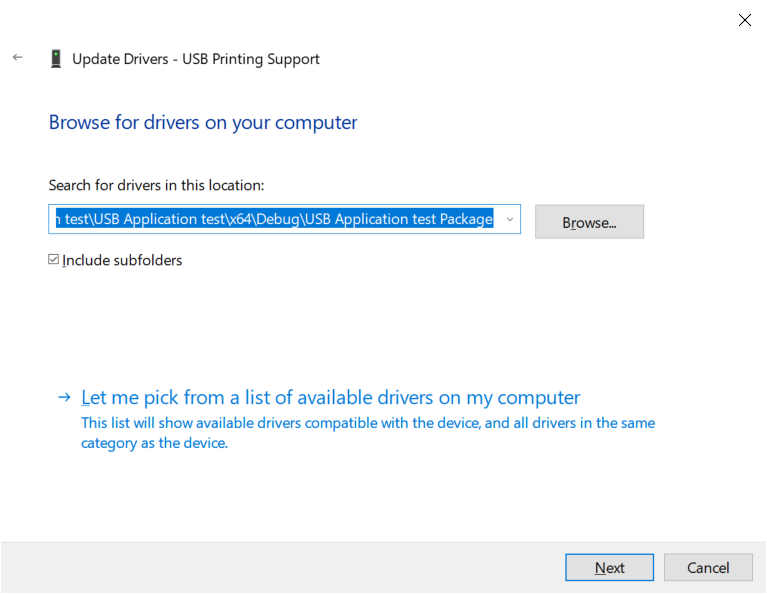 Update Drivers - USB Printing Support
Browse for drivers on your computer
Search for drivers in this location:
test\USB Application test\x64\Debug\USB Application test Package
Browse...
Include subfolders
Let me pick from a list of available drivers on my computer
This list will show available drivers compatible with the device, and all drivers in the same
category as the device.
Next
Cancel